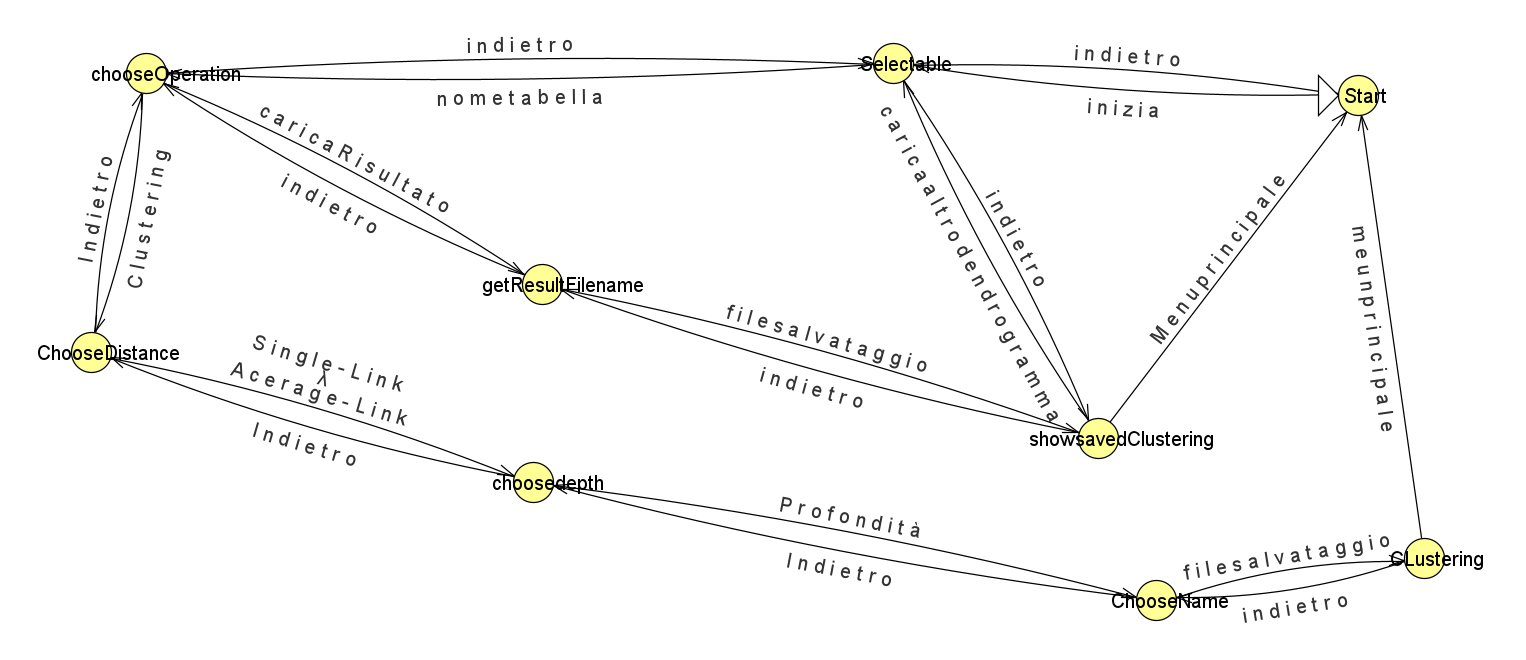 indietro
chooseOperation
nometabella
Selectable
indietro
inizia
Start
caricaRisultato
indietro
Indietro
Clustering
caricaaltrodendrogramma
indietro
Menuprincipale
meunprincipale
getResultFilename
filesalvataggio
indietro
ChooseDistance
Single-Link
λ
Acerage-Link
Indietro
showsavedClustering
choosedepth
Profondità
Indietro
filesalvataggio
CLustering
ChooseName
indietro